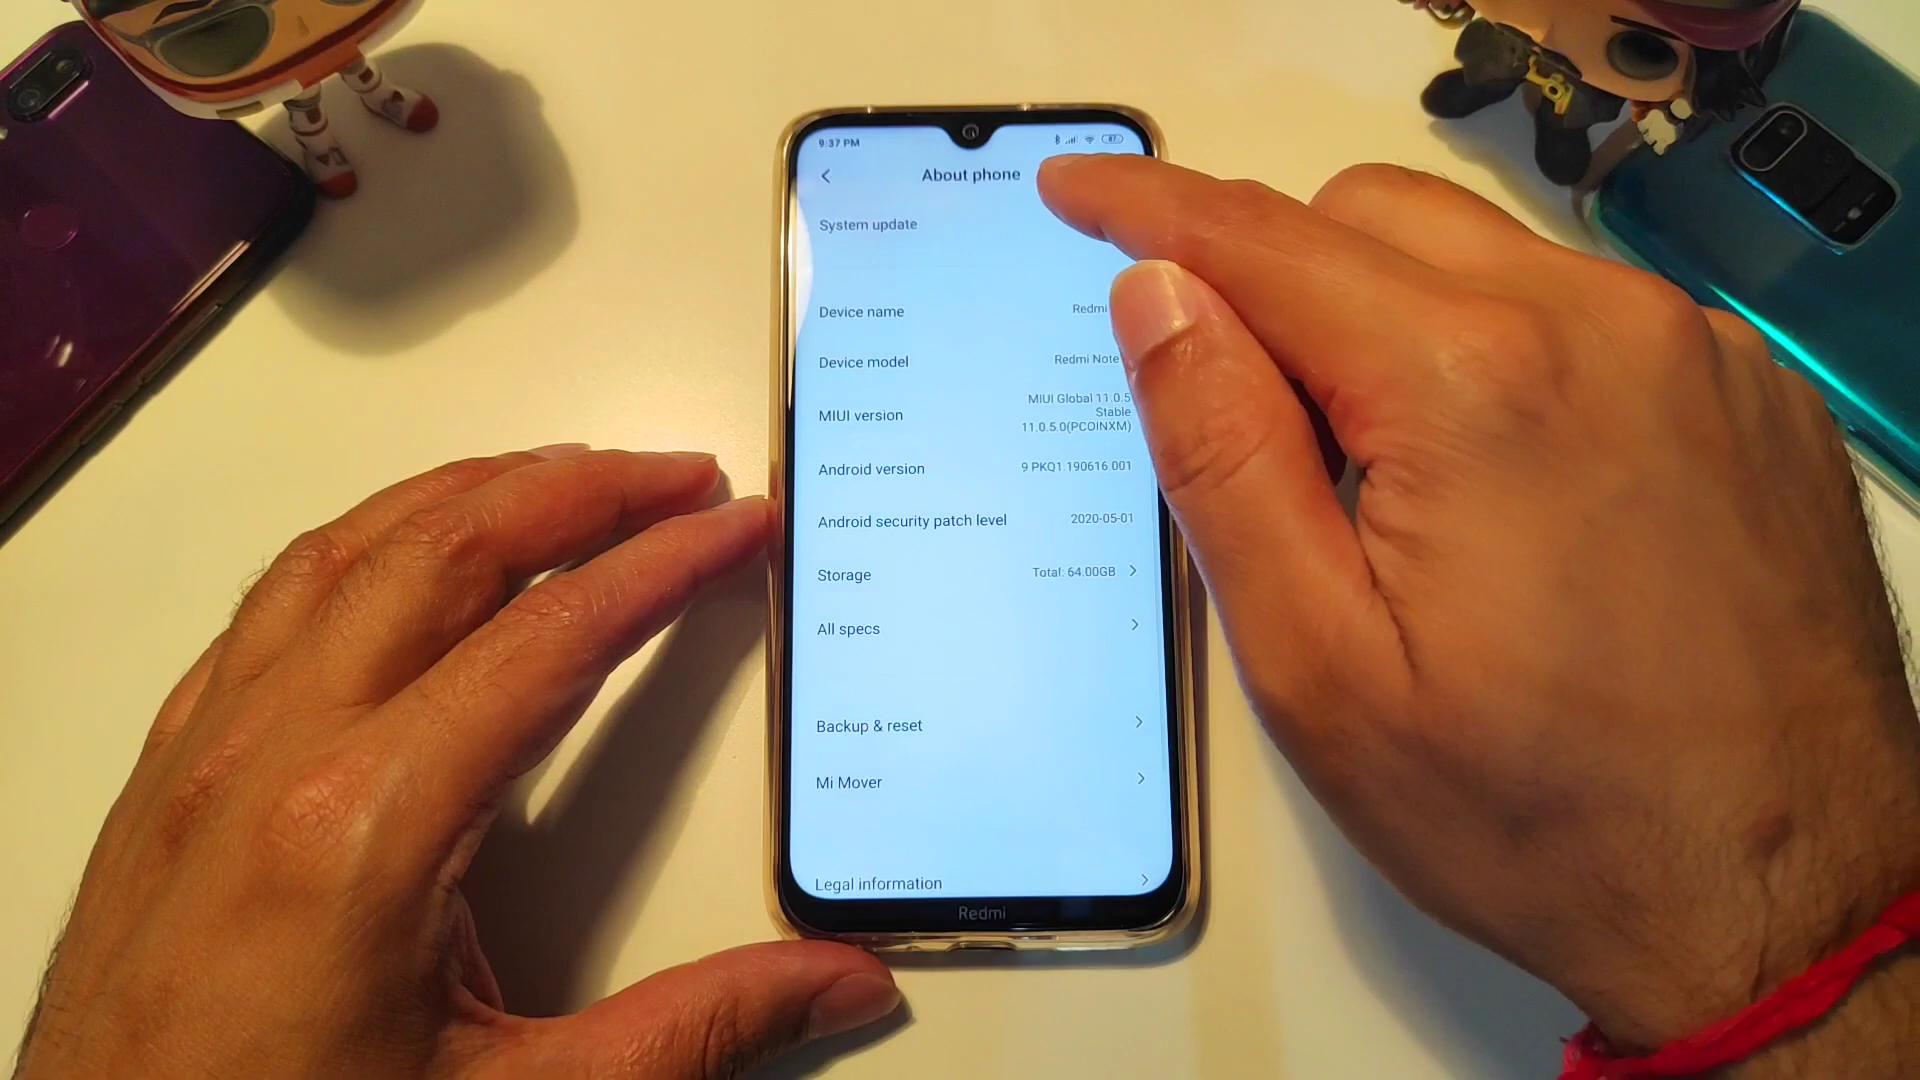 9:37 PM
87
About phone
System update
Device name
Redmi
Device model
Redmi Note
MIUI version
MIUI Global 11.0.5
Stable
11.0.5.0(PCOINXM)
Android version
9 PKQ1.190616.001
Android security patch level
2020-05-01
Storage
Total: 64.00GB
All specs
Backup & reset
Mi Mover
Legal information
Redmi